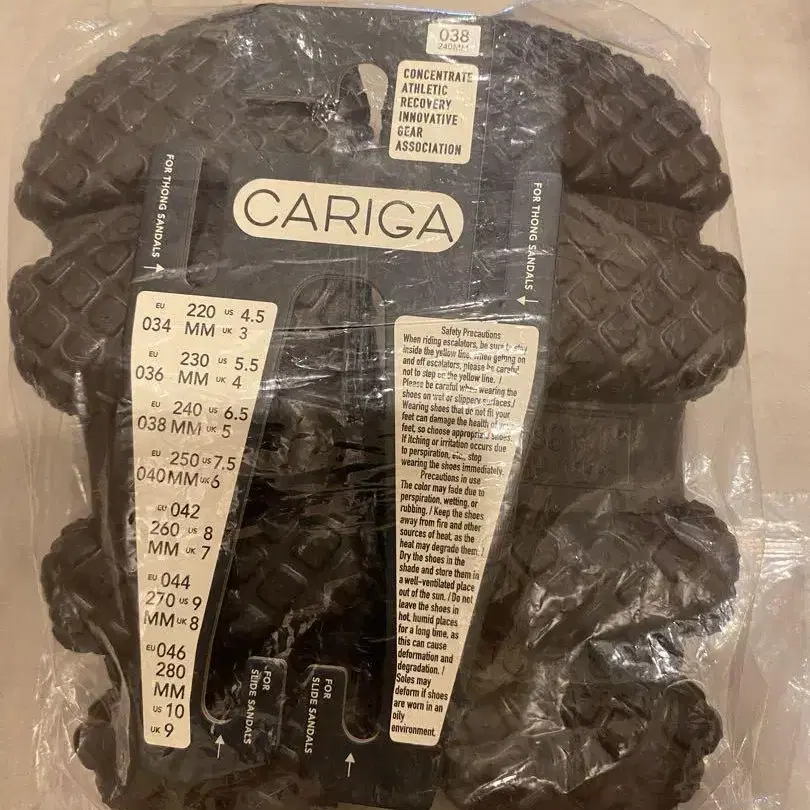 038
240MM
CONCENTRATE
ATHLETIC
RECOVERY
INNOVATIVE
GEAR
ASSOCIATION
FOR THONG SANDALS
CARIGA
FOR THONG SANDALS
EU 220 US 4.5
034 MM UK 3
EU 230 US 5.5
036 MM UK 4
EU 240 US 6.5
038 MM UK 5
EU 250 US 7.5
040 MM UK 6
EU 042
260 US 8
MM UK 7
EU 044
270 US 9
MM UK 8
EU 046
280
MM
US 10
UK 9
Safety Precautions
When riding escalators, be sure to stay
inside the yellow line. When getting on
and off escalators, please be careful
not to step on the yellow line. /
Please be careful when wearing the
shoes on wet or slippery surfaces./
Wearing shoes that do not fit your
feet can damage the health of your
feet, so choose appropriate shoes.
If itching or irritation occurs due
to perspiration, etc., stop
wearing the shoes immediately.
Precautions in use
The color may fade due to
perspiration, wetting, or
rubbing. / Keep the shoes
away from fire and other
sources of heat, as the
heat may degrade them. /
Dry the shoes in the
shade and store them in
a well-ventilated place
out of the sun. / Do not
leave the shoes in
hot, humid places
for a long time, as
this can cause
deformation and
degradation. /
Soles may
deform if shoes
are worn in an
oily
environment.
FOR
SLIDE SANDALS
FOR
SLIDE SANDALS